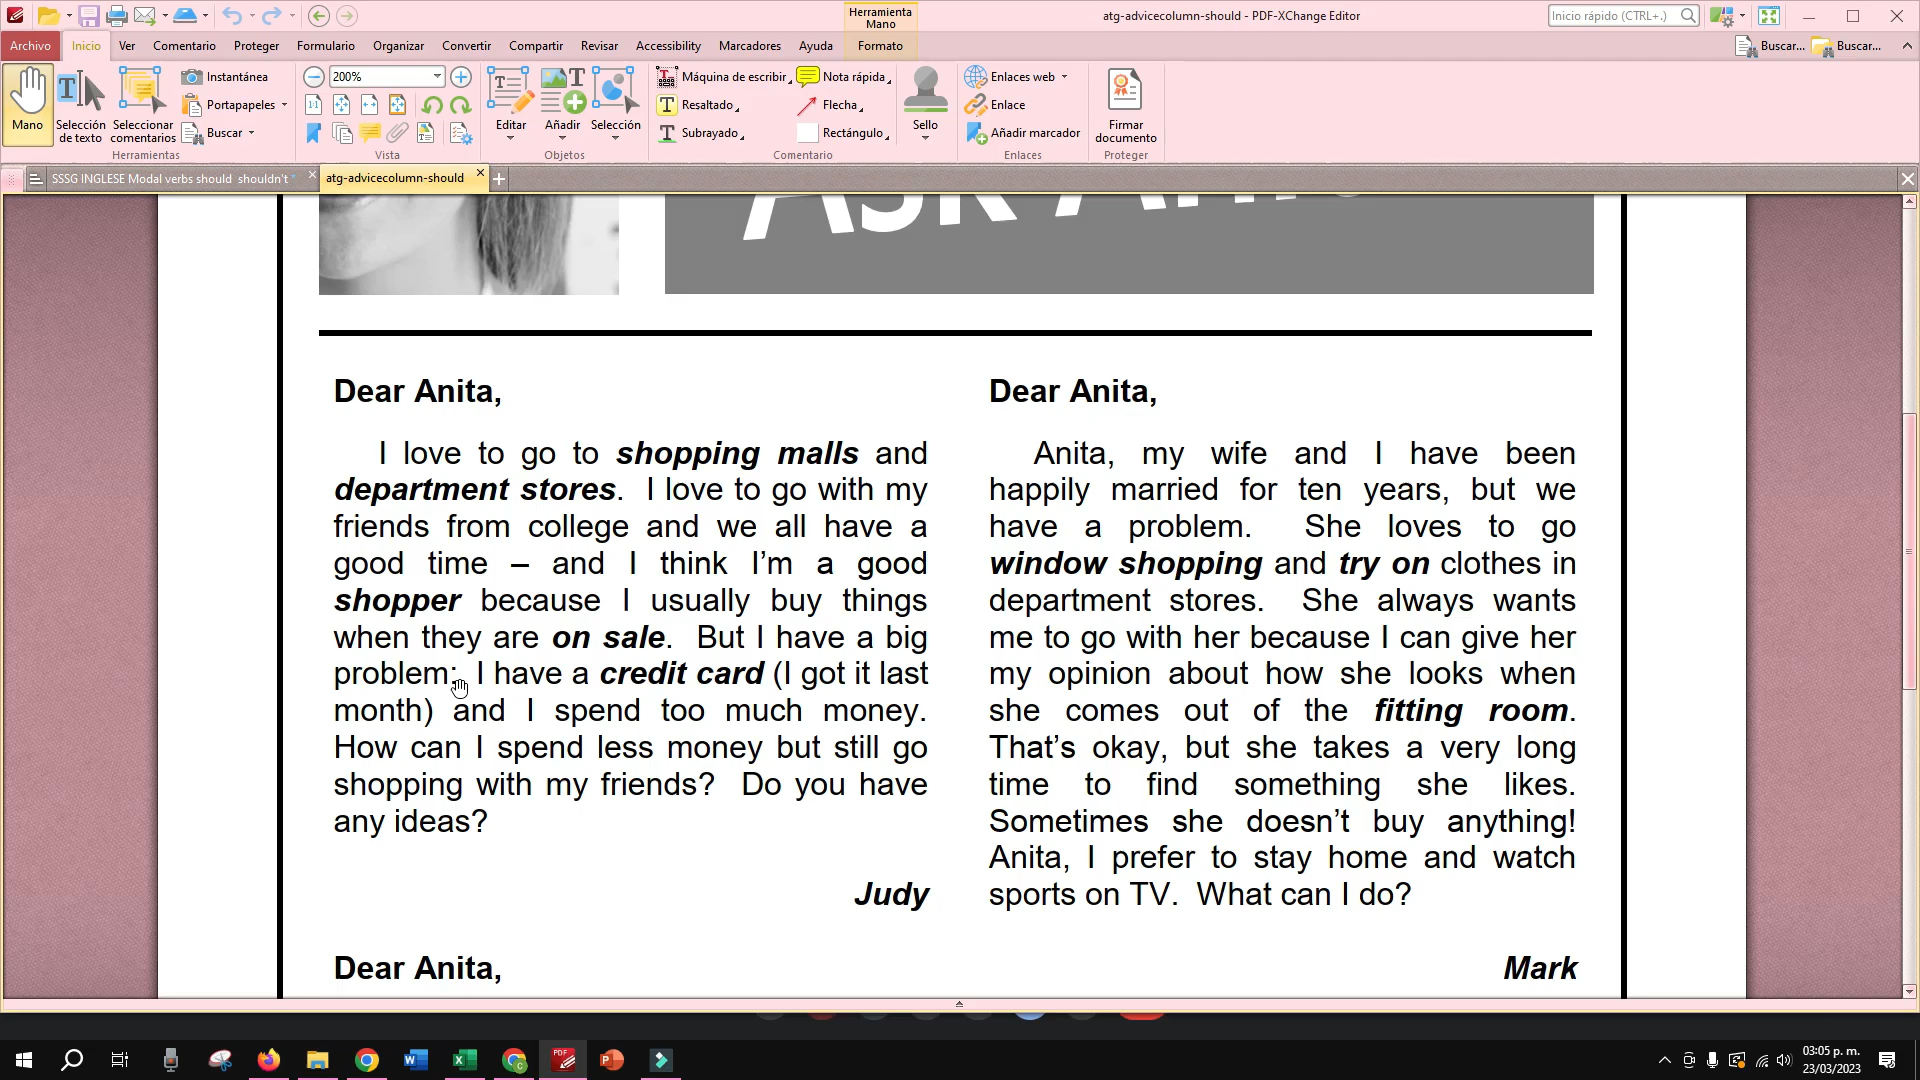 Herramienta
Mano
atg-advicecolumn-should - PDF-XChange Editor
Inicio rápido (CTRL+.)
Archivo Inicio Ver Comentario Proteger Formulario Organizar Convertir Compartir Revisar Accessibility Marcadores Ayuda Formato Buscar... Buscar...
Mano
Selección
de texto
Seleccionar
comentarios
Instantánea
Portapapeles
Buscar
Herramientas
200%
Vista
Editar
Añadir
Selección
Objetos
Máquina de escribir
Resaltado
Subrayado
Nota rápida
Flecha
Rectángulo
Comentario
Sello
Enlaces web
Enlace
Añadir marcador
Enlaces
Firmar
documento
Proteger
SSSG INGLESE Modal verbs should shouldn't
atg-advicecolumn-should
Dear Anita,
I love to go to shopping malls and
department stores. I love to go with my
friends from college and we all have a
good time – and I think I’m a good
shopper because I usually buy things
when they are on sale. But I have a big
problem: I have a credit card (I got it last
month) and I spend too much money.
How can I spend less money but still go
shopping with my friends? Do you have
any ideas?
Judy
Dear Anita,
Dear Anita,
Anita, my wife and I have been
happily married for ten years, but we
have a problem. She loves to go
window shopping and try on clothes in
department stores. She always wants
me to go with her because I can give her
my opinion about how she looks when
she comes out of the fitting room.
That’s okay, but she takes a very long
time to find something she likes.
Sometimes she doesn’t buy anything!
Anita, I prefer to stay home and watch
sports on TV. What can I do?
Mark
03:05 p. m.
23/03/2023